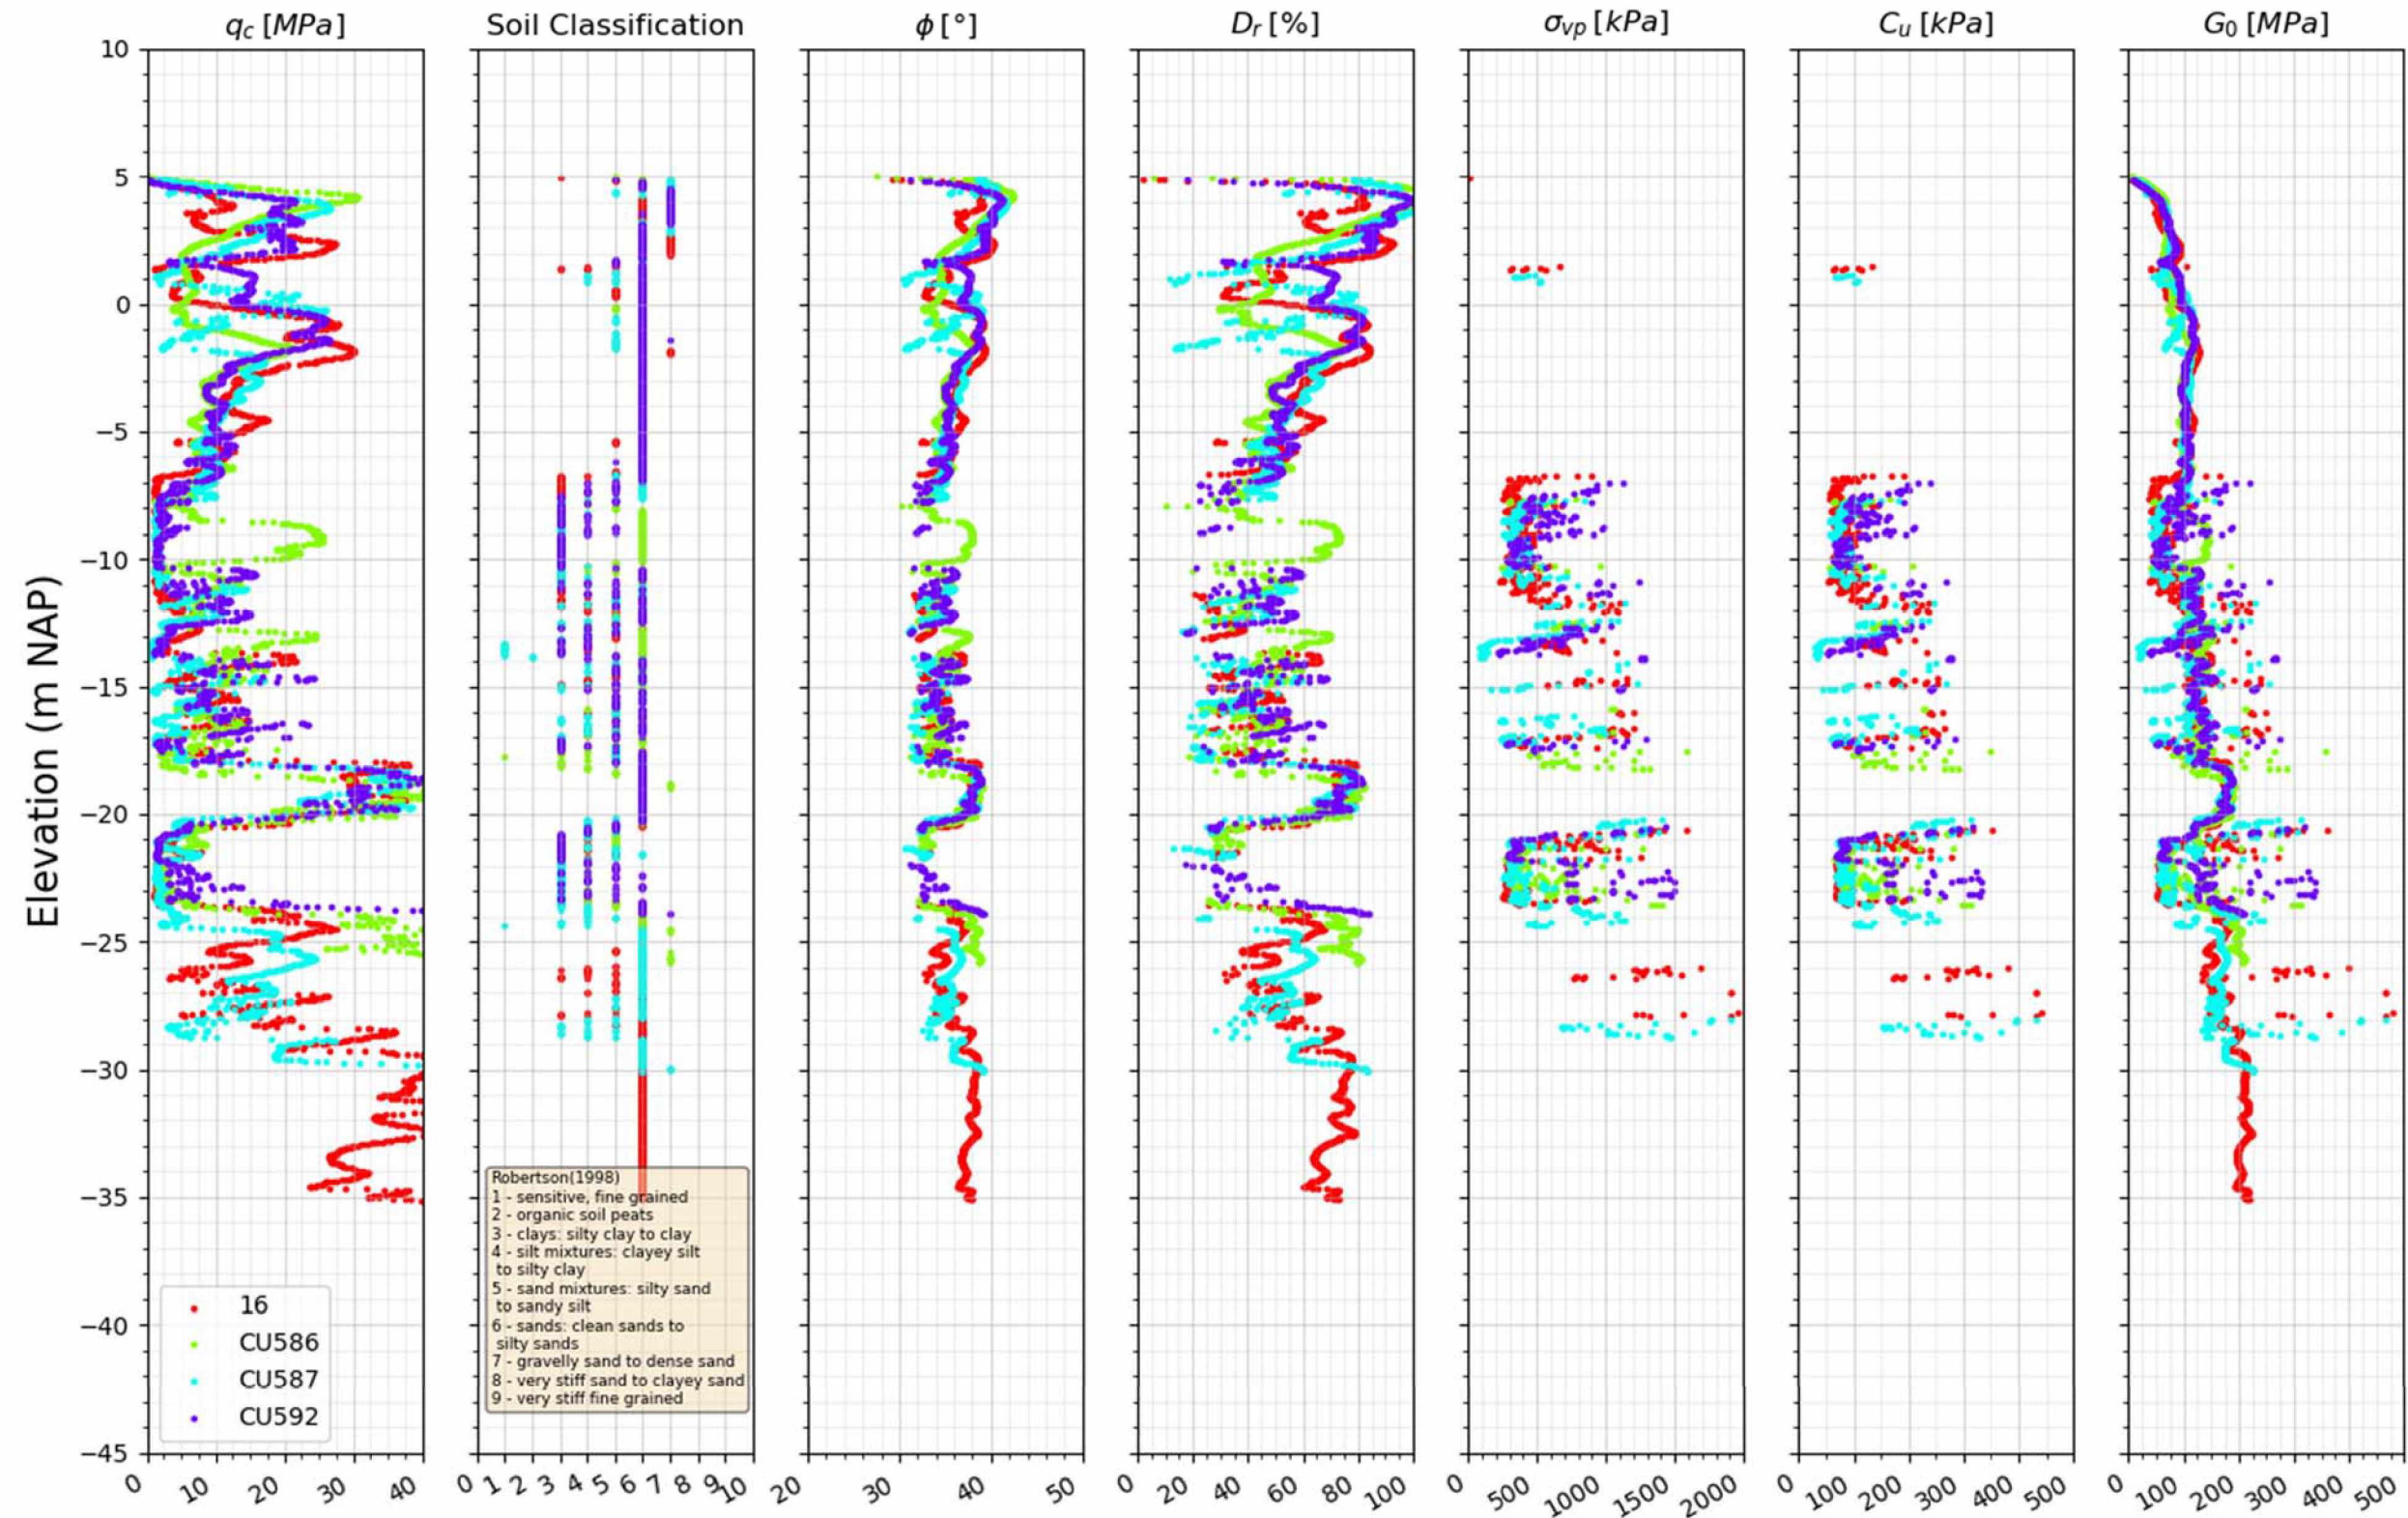 q_c [MPa]
Soil Classification
ϕ [°]
D_r [%]
σ_vp [kPa]
C_u [kPa]
G_0 [MPa]
Elevation (m NAP)
10
5
0
−5
−10
−15
−20
−25
−30
−35
−40
−45
16
CU586
CU587
CU592
Robertson(1998)
1 - sensitive, fine grained
2 - organic soil peats
3 - clays: silty clay to clay
4 - silt mixtures: clayey silt
to silty clay
5 - sand mixtures: silty sand
to sandy silt
6 - sands: clean sands to
silty sands
7 - gravelly sand to dense sand
8 - very stiff sand to clayey sand
9 - very stiff fine grained
0 10 20 30 40
0 1 2 3 4 5 6 7 8 9 10
20 30 40 50
0 20 40 60 80 100
0 500 1000 1500 2000
0 100 200 300 400 500
0 100 200 300 400 500